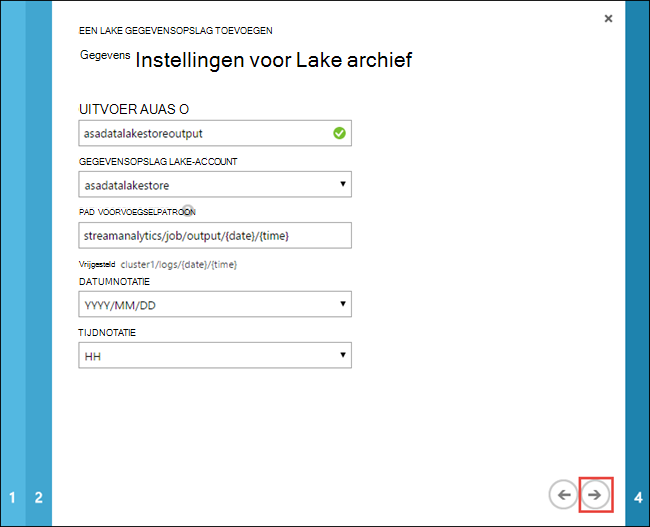 EEN LAKE GEGEVENSOPSLAG TOEVOEGEN
Gegevens Instellingen voor Lake archief
UITVOER AUAS O
asadatalakestoreoutput
GEGEVENSOPSLAG LAKE-ACCOUNT
asadatalakestore
PAD VOORVOEGSELPATROON
streamanalytics/job/output/{date}/{time}
Vrijgesteld cluster1/logs/{date}/{time}
DATUMNOTATIE
YYYY/MM/DD
TIJDNOTATIE
HH
1 2 4